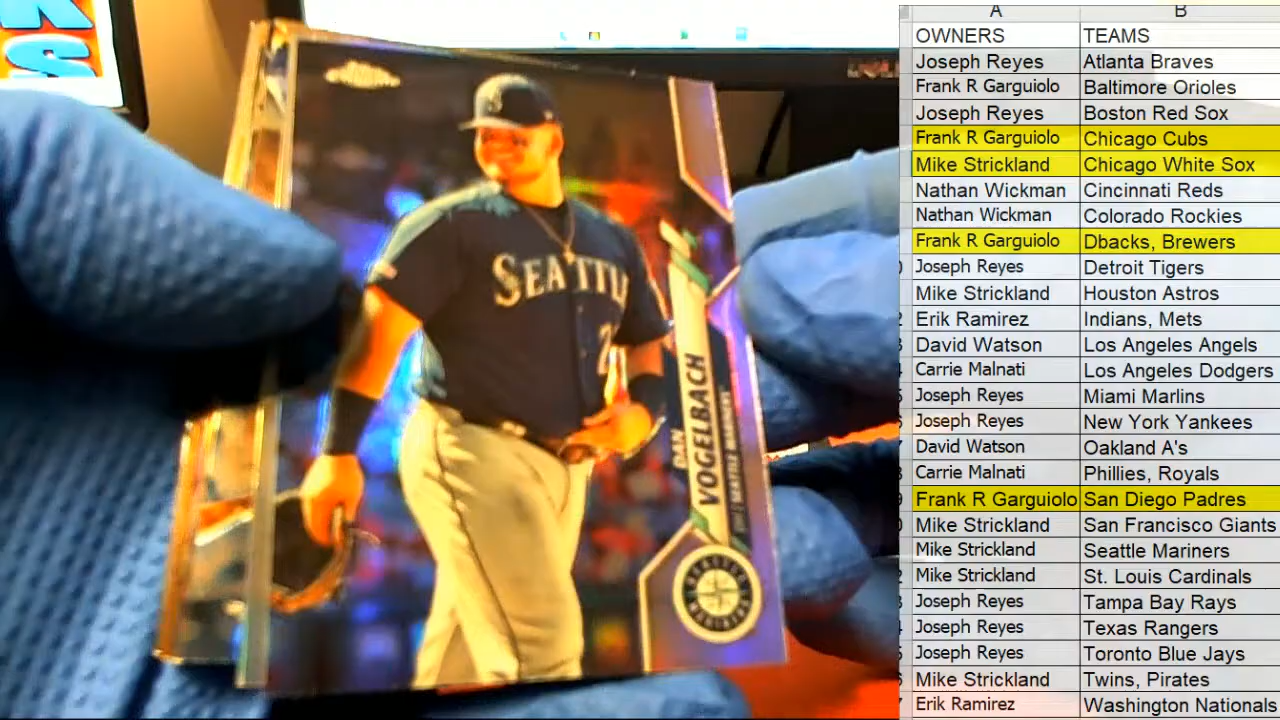 K
S
SEATTL
2
DAN
VOGELBACH
SEATTLE MARINERS
A B
OWNERS TEAMS
Joseph Reyes Atlanta Braves
Frank R Garguiolo Baltimore Orioles
Joseph Reyes Boston Red Sox
Frank R Garguiolo Chicago Cubs
Mike Strickland Chicago White Sox
Nathan Wickman Cincinnati Reds
Nathan Wickman Colorado Rockies
Frank R Garguiolo Dbacks, Brewers
Joseph Reyes Detroit Tigers
Mike Strickland Houston Astros
Erik Ramirez Indians, Mets
David Watson Los Angeles Angels
Carrie Malnati Los Angeles Dodgers
Joseph Reyes Miami Marlins
Joseph Reyes New York Yankees
David Watson Oakland A's
Carrie Malnati Phillies, Royals
Frank R Garguiolo San Diego Padres
Mike Strickland San Francisco Giants
Mike Strickland Seattle Mariners
Mike Strickland St. Louis Cardinals
Joseph Reyes Tampa Bay Rays
Joseph Reyes Texas Rangers
Joseph Reyes Toronto Blue Jays
Mike Strickland Twins, Pirates
Erik Ramirez Washington Nationals